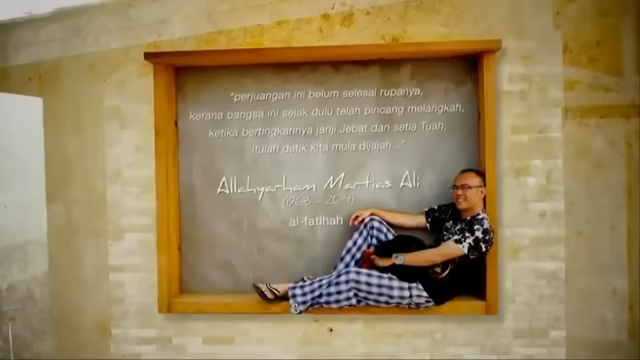 "perjuangan ini belum selesai rupanya,
kerana bangsa ini sejak dulu telah pincang melangkah,
ketika bertingkahnya janji Jebat dan setia Tuah,
itulah detik kita mula dijajah..."
Allahyarham Martias Ali
al-fatihah